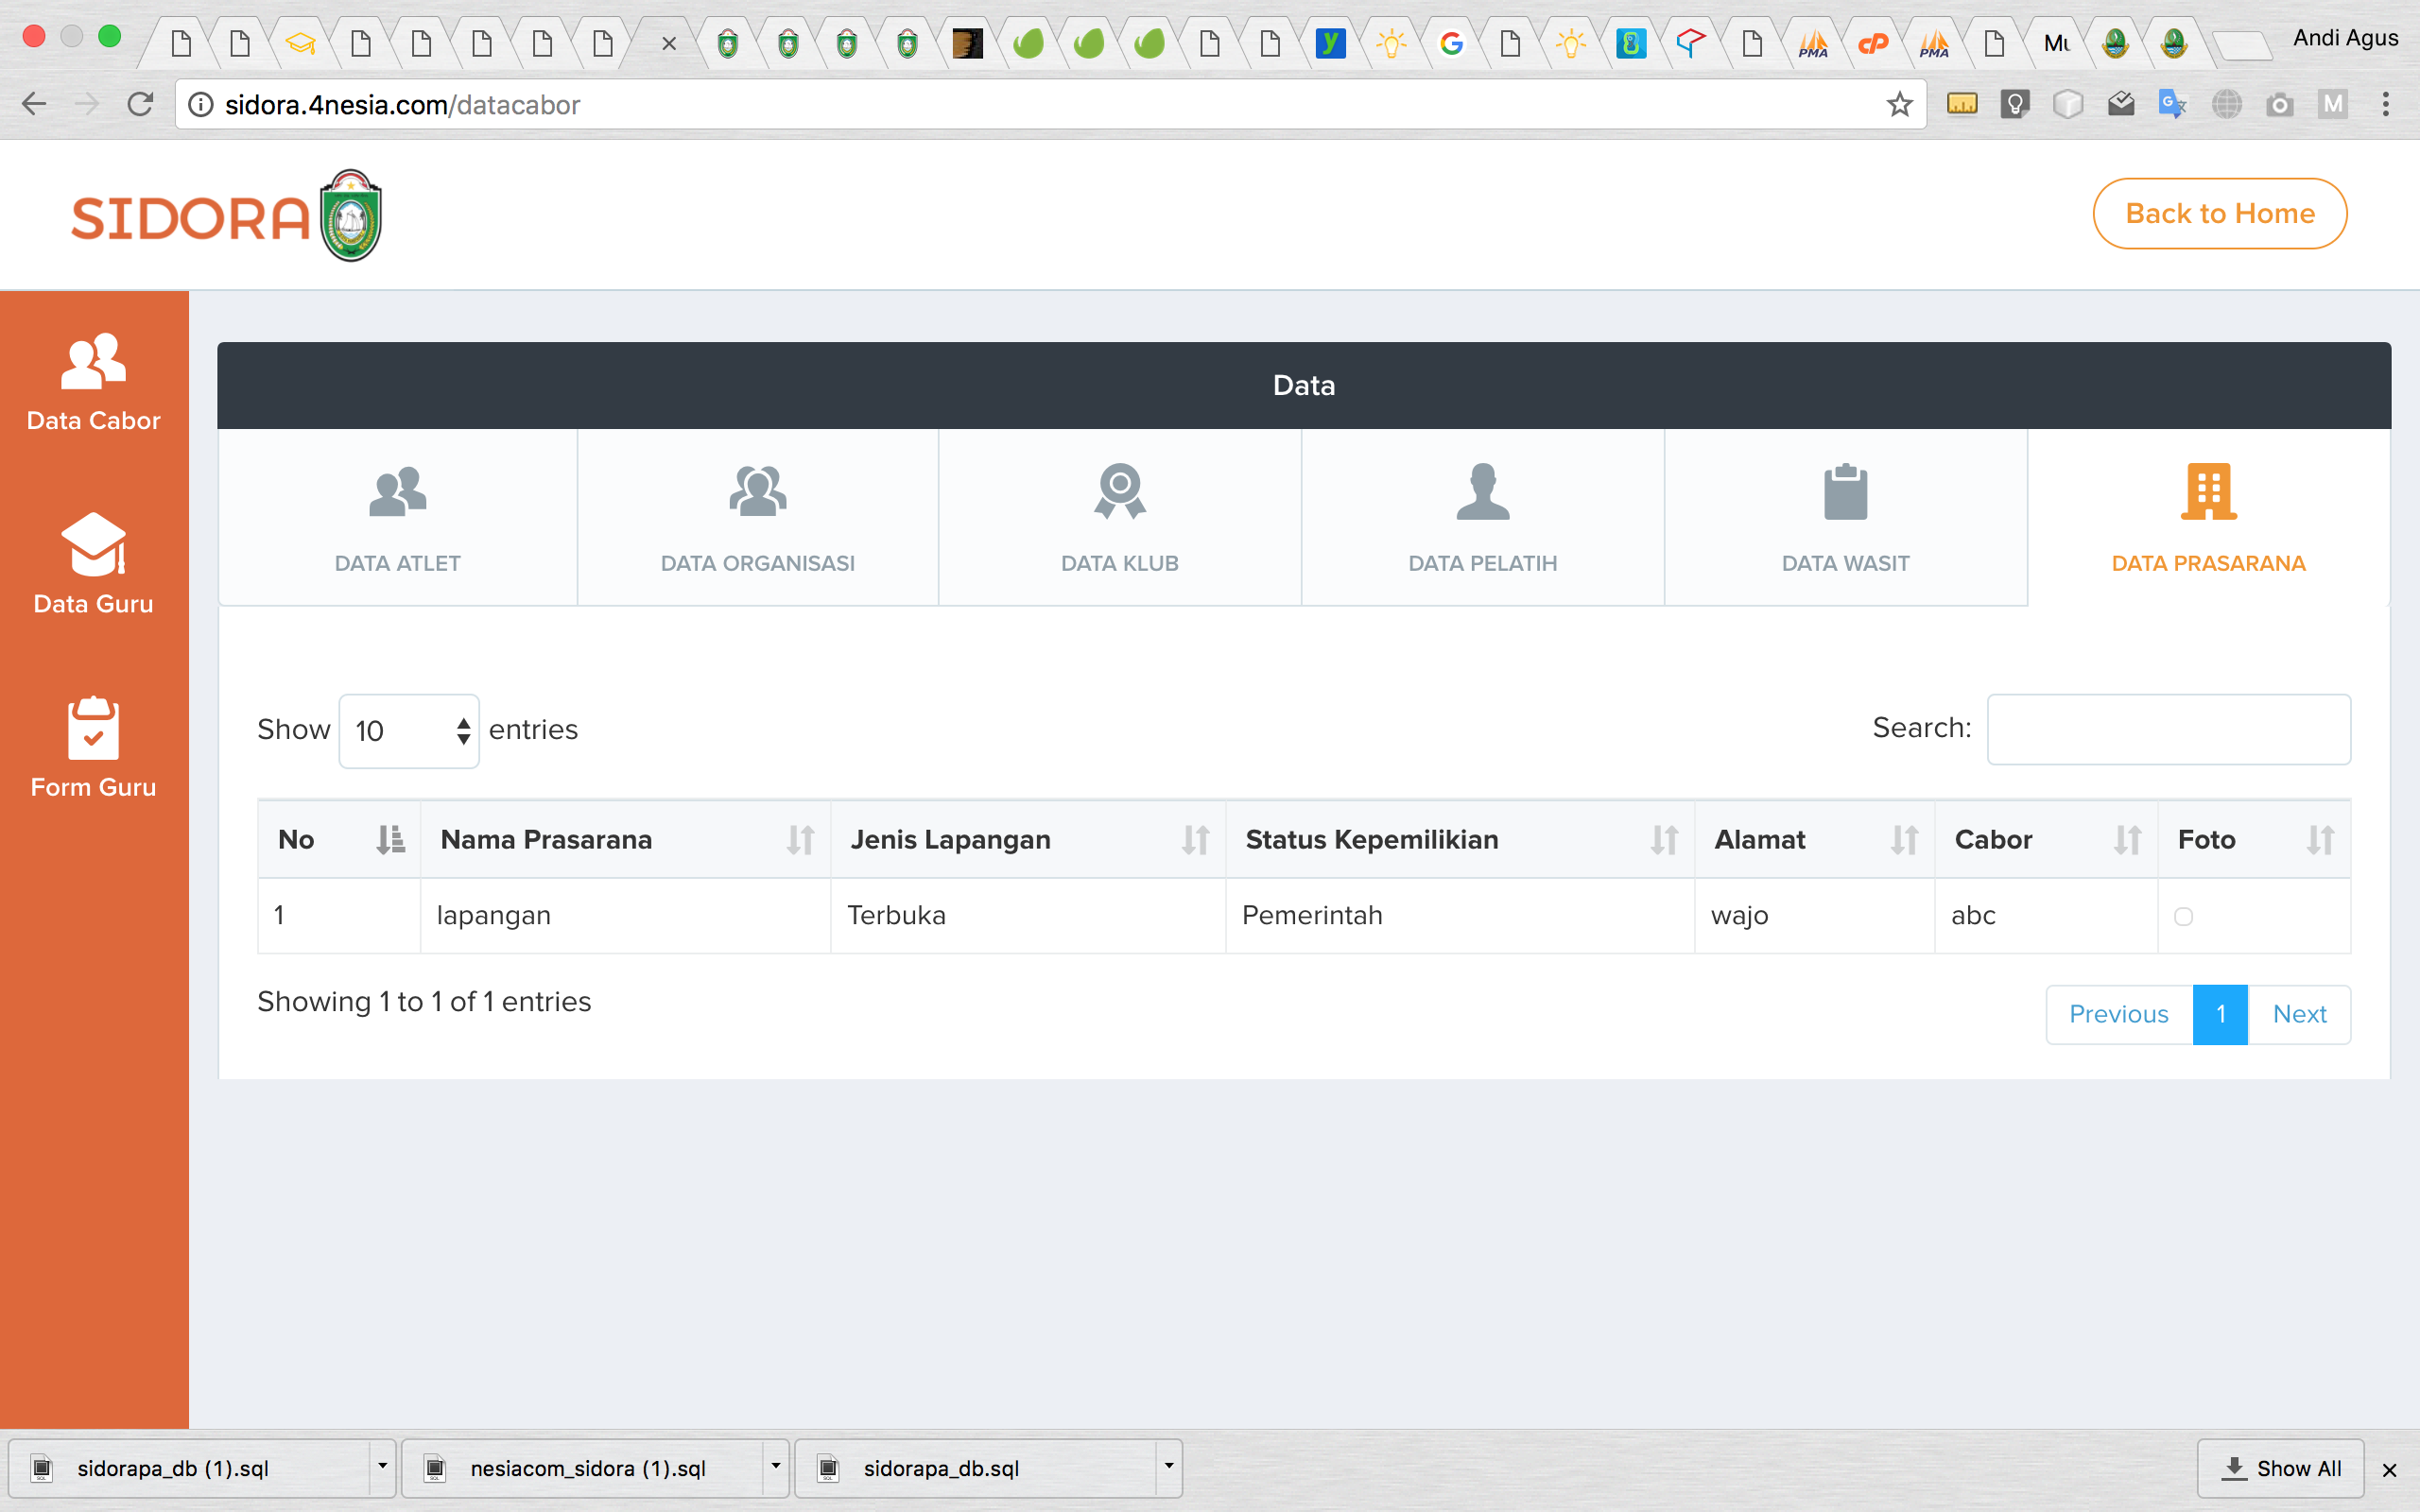 Andi Agus
Mu
sidora.4nesia.com/datacabor
SIDORA
Back to Home
Data Cabor
Data Guru
Form Guru
Data
DATA ATLET
DATA ORGANISASI
DATA KLUB
DATA PELATIH
DATA WASIT
DATA PRASARANA
Show 10 entries
Search:
No Nama Prasarana Jenis Lapangan Status Kepemilikian Alamat Cabor Foto
1 lapangan Terbuka Pemerintah wajo abc
Showing 1 to 1 of 1 entries
Previous 1 Next
sidorapa_db (1).sql
nesiacom_sidora (1).sql
sidorapa_db.sql
Show All